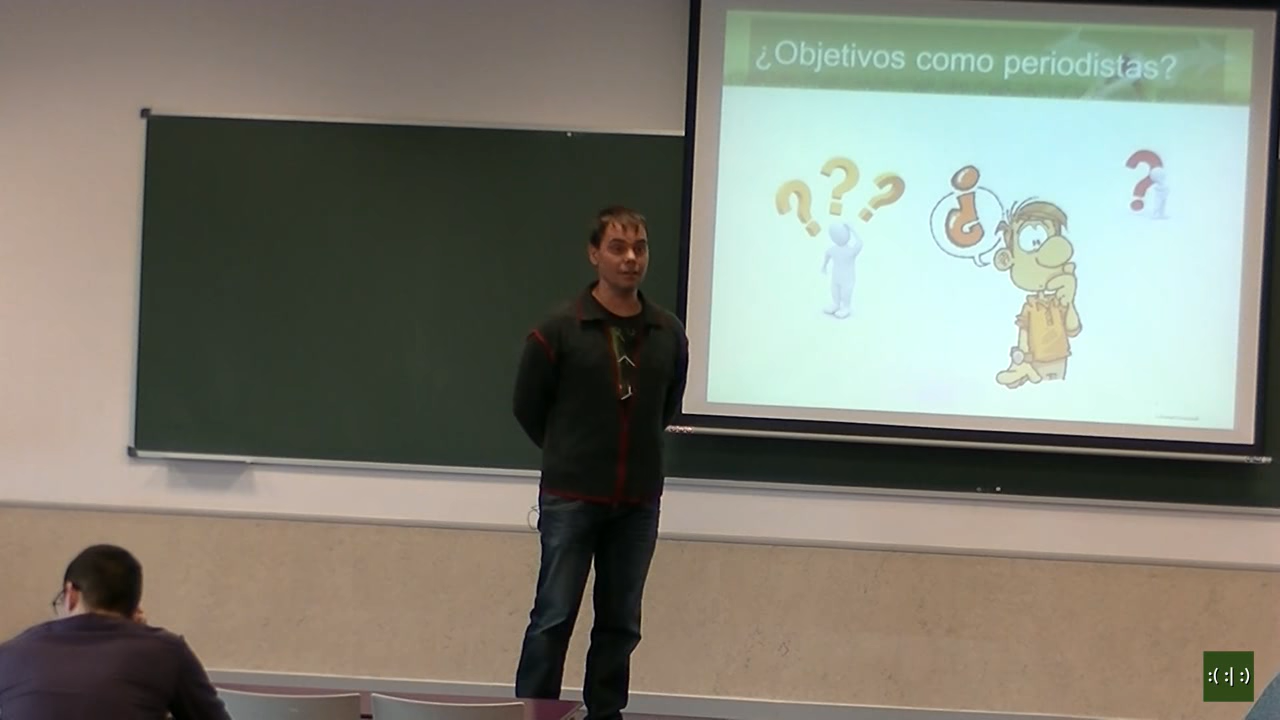 ¿Objetivos como periodistas?
? ? ?
¿
?
:( :| :)